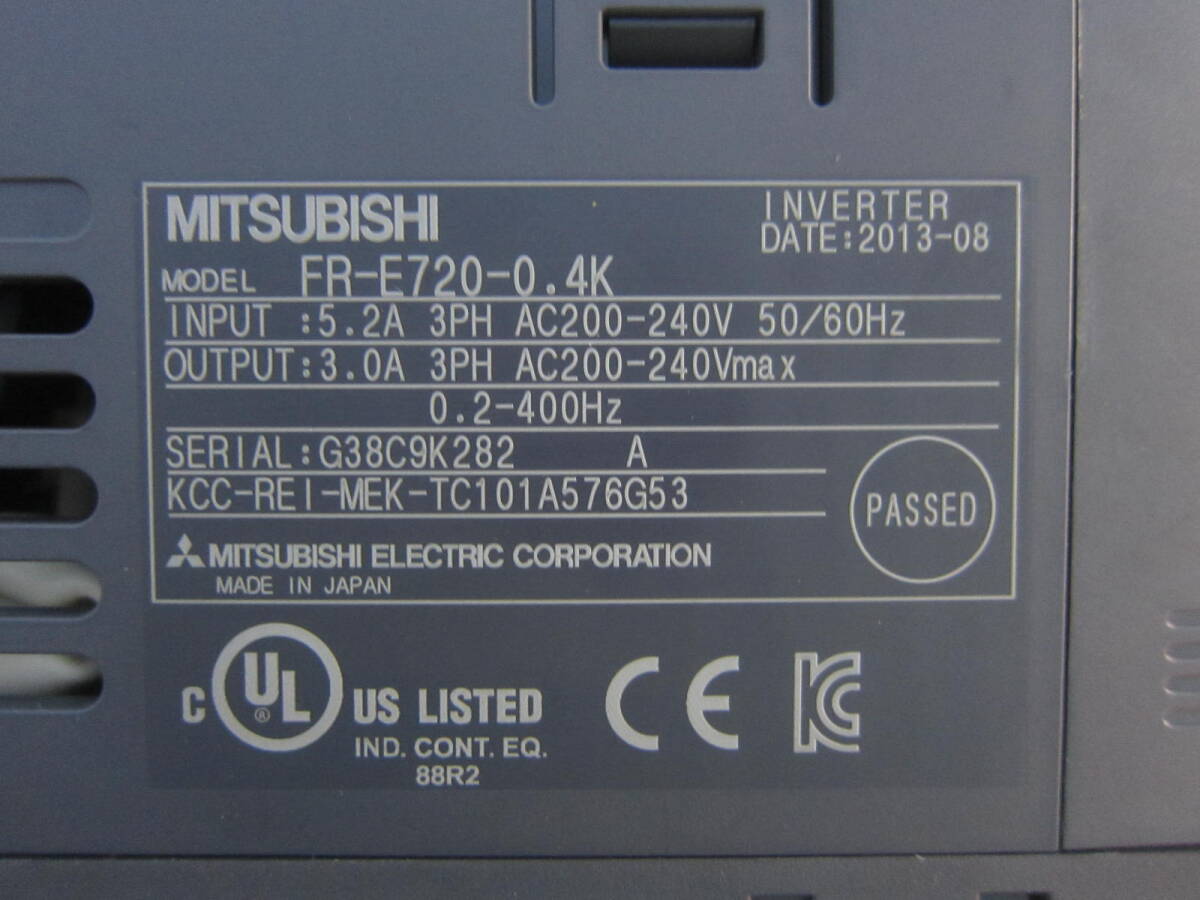 MITSUBISHI
INVERTER
DATE:2013-08
MODEL FR-E720-0.4K
INPUT :5.2A 3PH AC200-240V 50/60Hz
OUTPUT:3.0A 3PH AC200-240Vmax
0.2-400Hz
SERIAL:G38C9K282 A
KCC-REI-MEK-TC101A576G53
PASSED
MITSUBISHI ELECTRIC CORPORATION
MADE IN JAPAN
C UL ® US LISTED
IND. CONT. EQ.
88R2
CE
KC